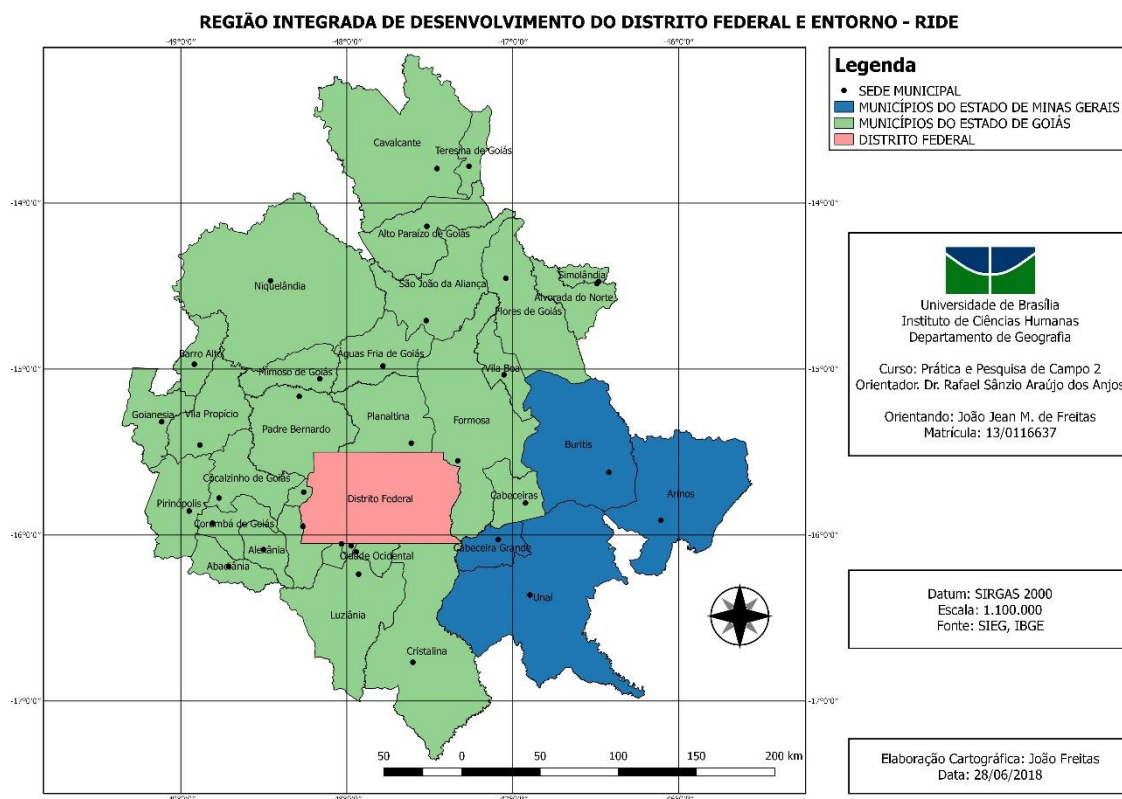 REGIÃO INTEGRADA DE DESENVOLVIMENTO DO DISTRITO FEDERAL E ENTORNO - RIDE
-49°0'0" -48°0'0" -47°0'0" -46°0'0"
Legenda
SEDE MUNICIPAL
MUNICÍPIOS DO ESTADO DE MINAS GERAIS
MUNICÍPIOS DO ESTADO DE GOIÁS
DISTRITO FEDERAL
Cavalcante
Teresina de Goiás
-14°0'0" -14°0'0"
Alto Paraízo de Goiás
Simolândia
Niquelândia
São João da Aliança
Alvorada do Norte
Flores de Goiás
Barro Alto
Águas Fria de Goiás
-15°0'0" -15°0'0"
Mimoso de Goiás
Vila Boa
Goianesia
Vila Propício
Planaltina
Formosa
Padre Bernardo
Buritis
Cocalzinho de Goiás
Pirinópolis
Distrito Federal
Cabeceiras
Arinos
Corumbá de Goiás
-16°0'0" -16°0'0"
Alexânia
Cidade Ocidental
Cabeceira Grande
Abadiânia
Unaí
Luziânia
Cristalina
-17°0'0" -17°0'0"
50 0 50 100 150 200 km
Universidade de Brasília
Instituto de Ciências Humanas
Departamento de Geografia
Curso: Prática e Pesquisa de Campo 2
Orientador. Dr. Rafael Sânzio Araújo dos Anjos
Orientando: João Jean M. de Freitas
Matrícula: 13/0116637
Datum: SIRGAS 2000
Escala: 1.100.000
Fonte: SIEG, IBGE
Elaboração Cartográfica: João Freitas
Data: 28/06/2018